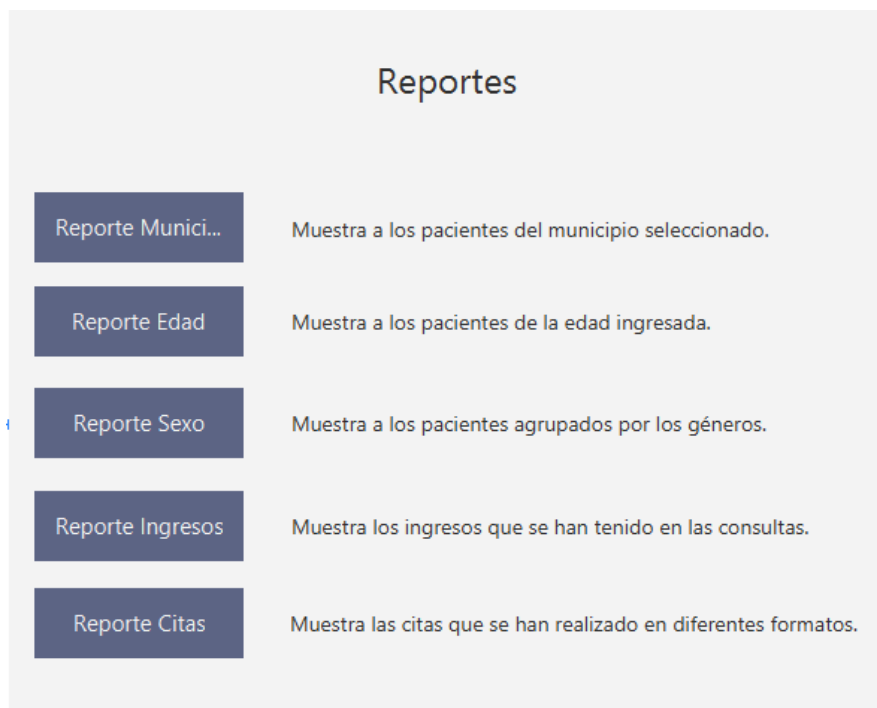 Reportes
Reporte Munici...
Muestra a los pacientes del municipio seleccionado.
Reporte Edad
Muestra a los pacientes de la edad ingresada.
Reporte Sexo
Muestra a los pacientes agrupados por los géneros.
Reporte Ingresos
Muestra los ingresos que se han tenido en las consultas.
Reporte Citas
Muestra las citas que se han realizado en diferentes formatos.